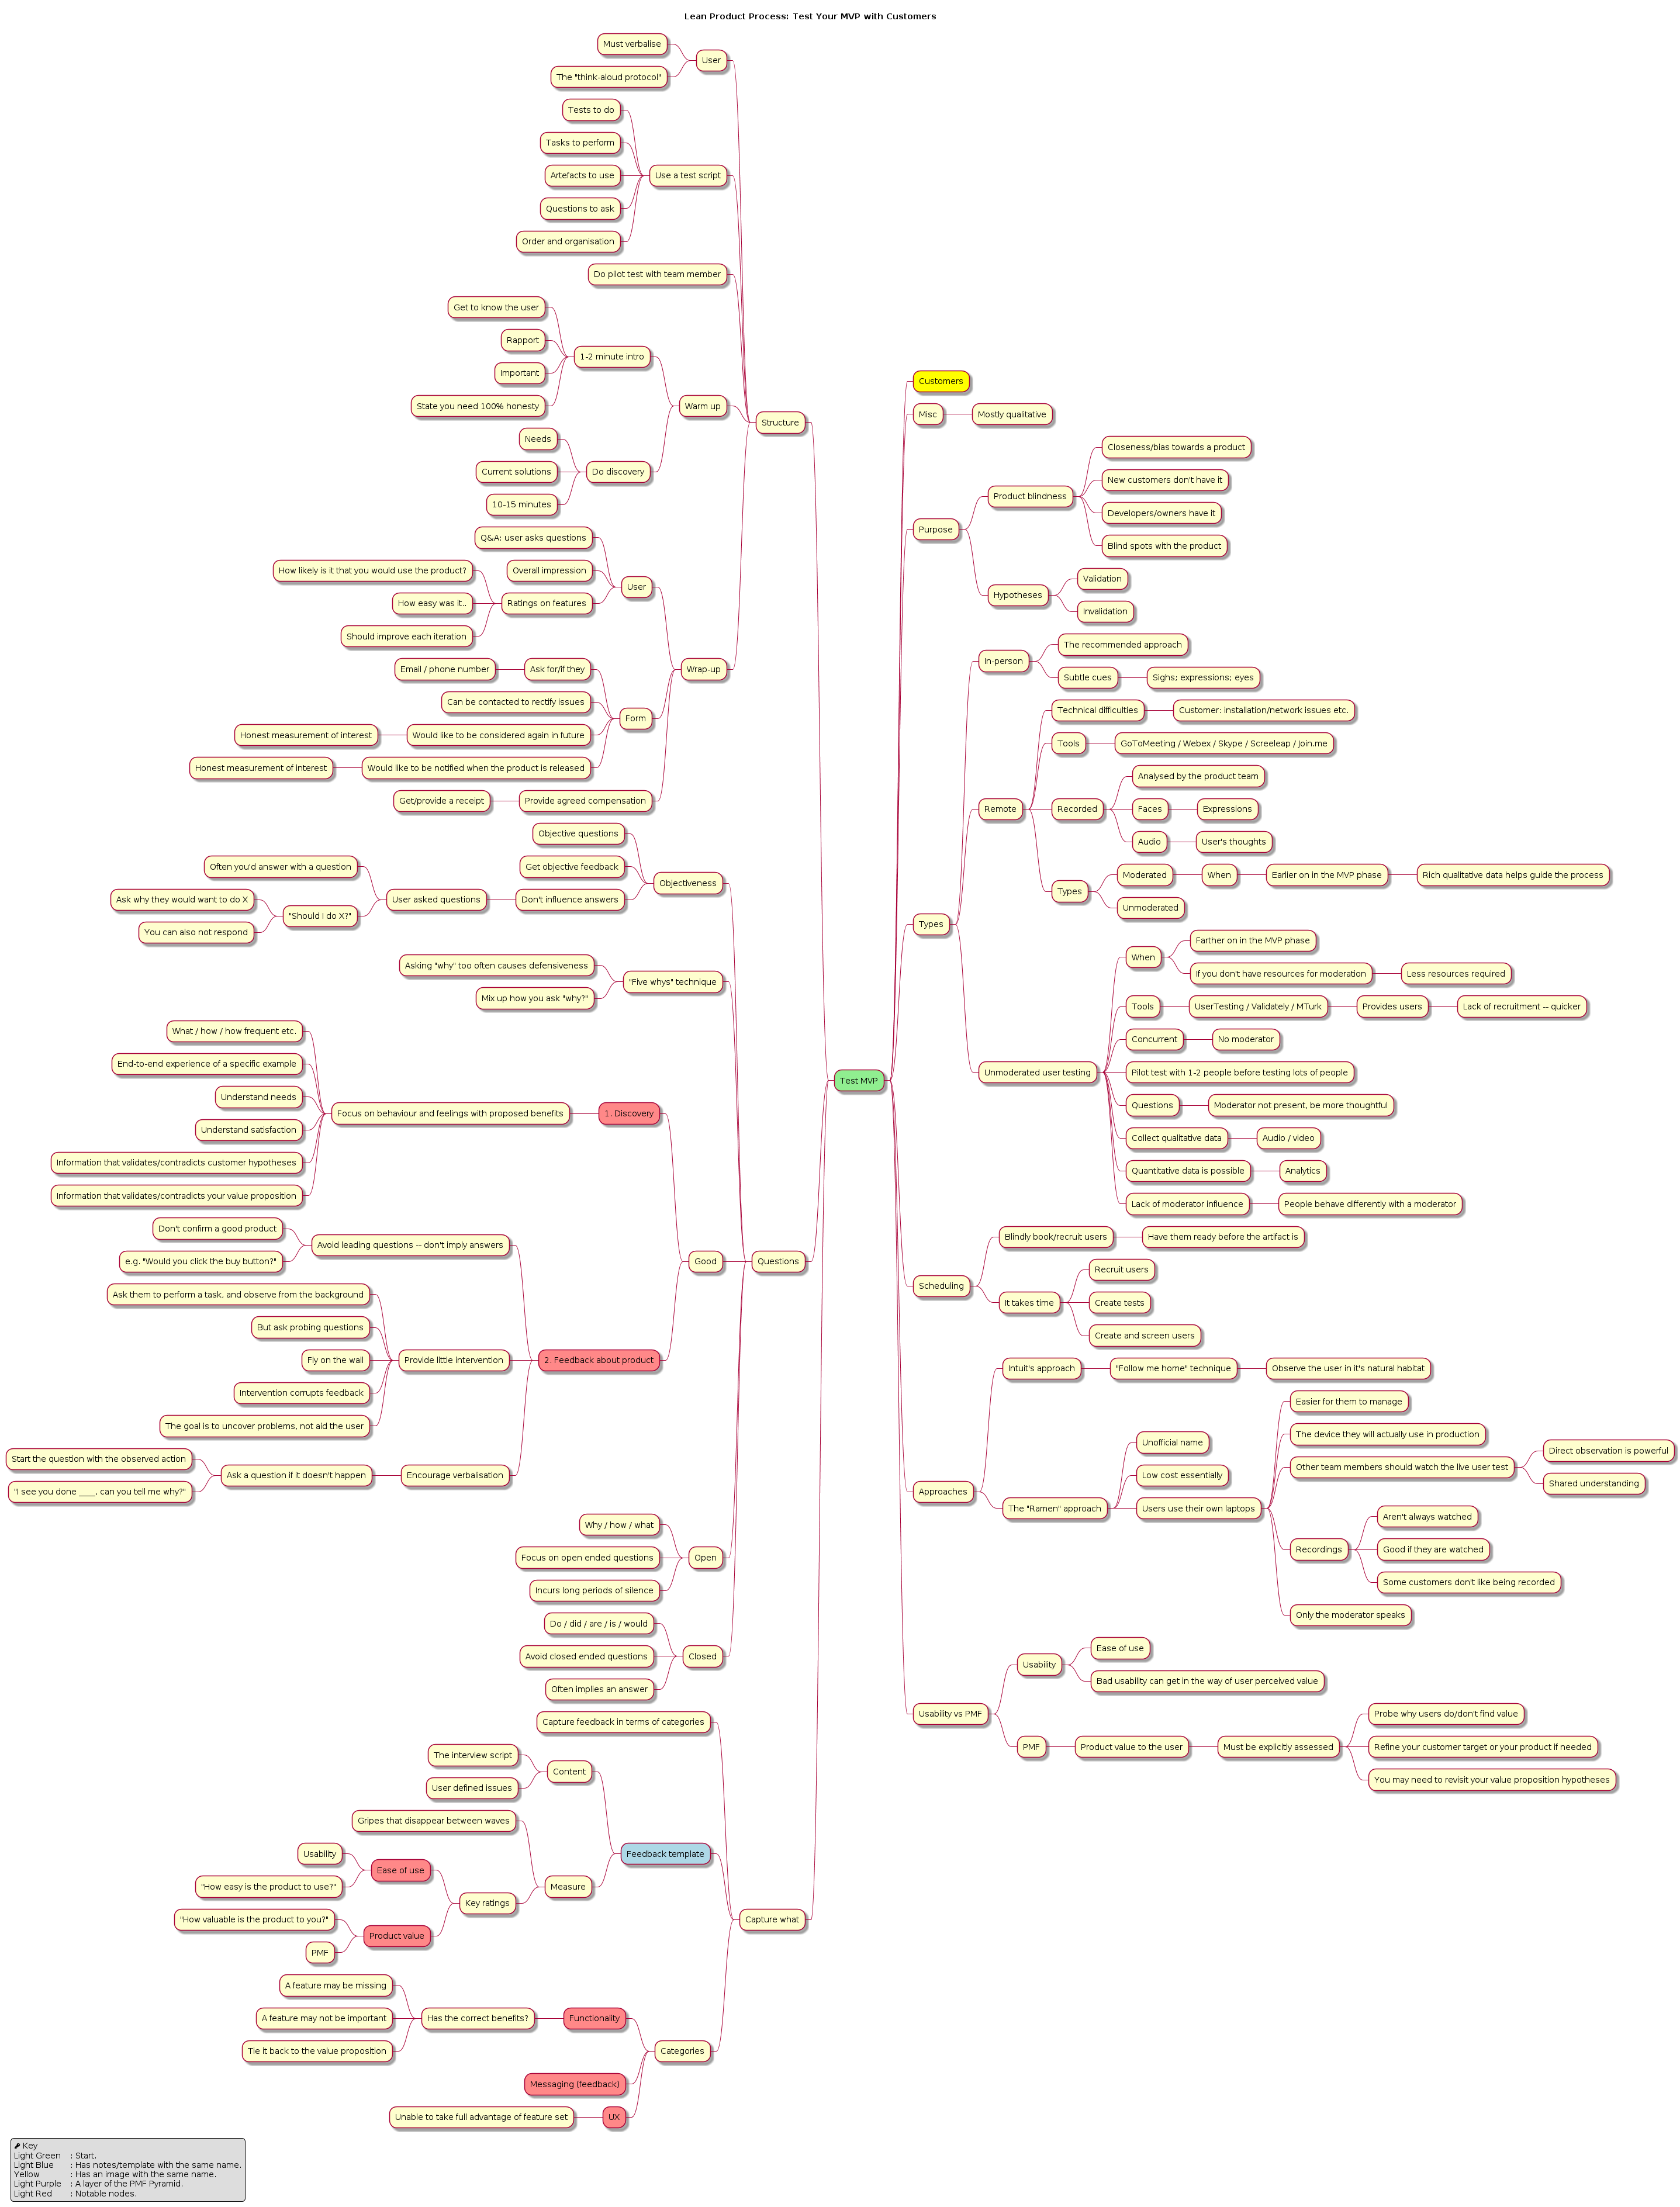 Lean Product Process: Test Your MVP with Customers
Test MVP
Structure
User
Must verbalise
The "think-aloud protocol"
Use a test script
Tests to do
Tasks to perform
Artefacts to use
Questions to ask
Order and organisation
Do pilot test with team member
Warm up
1-2 minute intro
Get to know the user
Rapport
Important
State you need 100% honesty
Do discovery
Needs
Current solutions
10-15 minutes
Wrap-up
User
Q&A: user asks questions
Overall impression
Ratings on features
How likely is it that you would use the product?
How easy was it..
Should improve each iteration
Form
Ask for/if they
Email / phone number
Can be contacted to rectify issues
Would like to be considered again in future
Honest measurement of interest
Would like to be notified when the product is released
Honest measurement of interest
Provide agreed compensation
Get/provide a receipt
Questions
Objectiveness
Objective questions
Get objective feedback
Don't influence answers
User asked questions
Often you'd answer with a question
"Should I do X?"
Ask why they would want to do X
You can also not respond
"Five whys" technique
Asking "why" too often causes defensiveness
Mix up how you ask "why?"
Good
1. Discovery
Focus on behaviour and feelings with proposed benefits
What / how / how frequent etc.
End-to-end experience of a specific example
Understand needs
Understand satisfaction
Information that validates/contradicts customer hypotheses
Information that validates/contradicts your value proposition
2. Feedback about product
Avoid leading questions -- don't imply answers
Don't confirm a good product
e.g. "Would you click the buy button?"
Provide little intervention
Ask them to perform a task, and observe from the background
But ask probing questions
Fly on the wall
Intervention corrupts feedback
The goal is to uncover problems, not aid the user
Encourage verbalisation
Ask a question if it doesn't happen
Start the question with the observed action
"I see you done ____, can you tell me why?"
Open
Why / how / what
Focus on open ended questions
Incurs long periods of silence
Closed
Do / did / are / is / would
Avoid closed ended questions
Often implies an answer
Capture what
Capture feedback in terms of categories
Feedback template
Content
The interview script
User defined issues
Measure
Gripes that disappear between waves
Key ratings
Ease of use
Usability
"How easy is the product to use?"
Product value
"How valuable is the product to you?"
PMF
Categories
Functionality
Has the correct benefits?
A feature may be missing
A feature may not be important
Tie it back to the value proposition
Messaging (feedback)
UX
Unable to take full advantage of feature set
Customers
Misc
Mostly qualitative
Purpose
Product blindness
Closeness/bias towards a product
New customers don't have it
Developers/owners have it
Blind spots with the product
Hypotheses
Validation
Invalidation
Types
In-person
The recommended approach
Subtle cues
Sighs; expressions; eyes
Remote
Technical difficulties
Customer: installation/network issues etc.
Tools
GoToMeeting / Webex / Skype / Screeleap / Join.me
Recorded
Analysed by the product team
Faces
Expressions
Audio
User's thoughts
Types
Moderated
When
Earlier on in the MVP phase
Rich qualitative data helps guide the process
Unmoderated
Unmoderated user testing
When
Farther on in the MVP phase
If you don't have resources for moderation
Less resources required
Tools
UserTesting / Validately / MTurk
Provides users
Lack of recruitment -- quicker
Concurrent
No moderator
Pilot test with 1-2 people before testing lots of people
Questions
Moderator not present, be more thoughtful
Collect qualitative data
Audio / video
Quantitative data is possible
Analytics
Lack of moderator influence
People behave differently with a moderator
Scheduling
Blindly book/recruit users
Have them ready before the artifact is
It takes time
Recruit users
Create tests
Create and screen users
Approaches
Intuit's approach
"Follow me home" technique
Observe the user in it's natural habitat
The "Ramen" approach
Unofficial name
Low cost essentially
Users use their own laptops
Easier for them to manage
The device they will actually use in production
Other team members should watch the live user test
Direct observation is powerful
Shared understanding
Recordings
Aren't always watched
Good if they are watched
Some customers don't like being recorded
Only the moderator speaks
Usability vs PMF
Usability
Ease of use
Bad usability can get in the way of user perceived value
PMF
Product value to the user
Must be explicitly assessed
Probe why users do/don't find value
Refine your customer target or your product if needed
You may need to revisit your value proposition hypotheses
Key
Light Green : Start.
Light Blue : Has notes/template with the same name.
Yellow : Has an image with the same name.
Light Purple : A layer of the PMF Pyramid.
Light Red : Notable nodes.